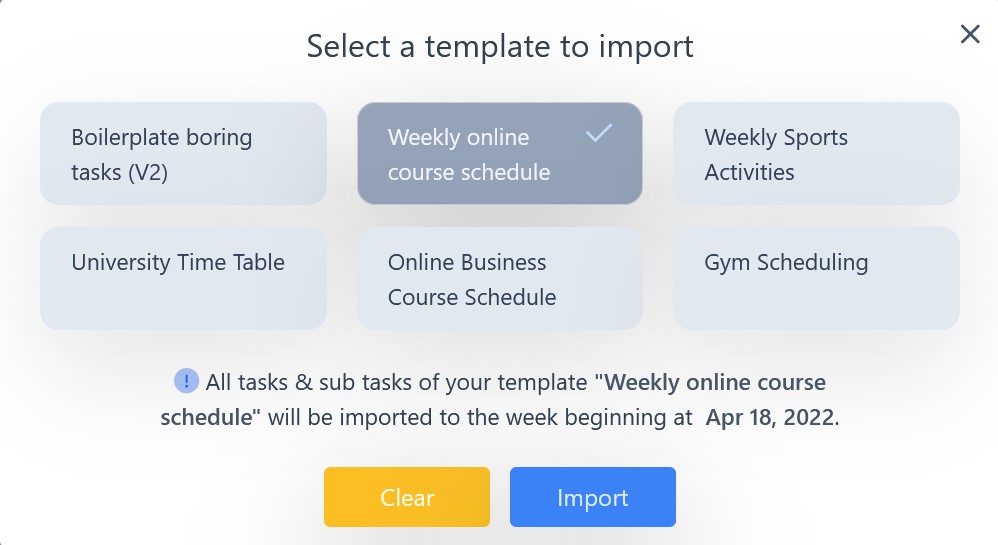 Select a template to import
Boilerplate boring
tasks (V2)
Weekly online
course schedule
Weekly Sports
Activities
University Time Table
Online Business
Course Schedule
Gym Scheduling
! All tasks & sub tasks of your template "Weekly online course
schedule" will be imported to the week beginning at Apr 18, 2022.
Clear
Import